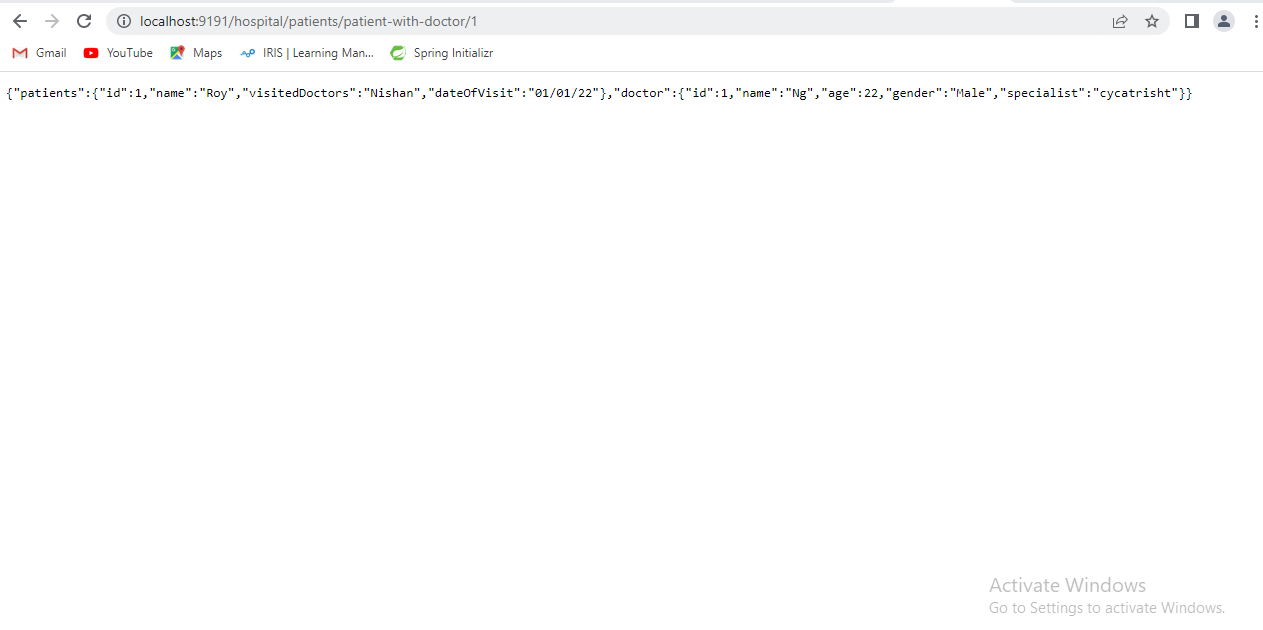 localhost:9191/hospital/patients/patient-with-doctor/1
Gmail YouTube Maps IRIS | Learning Man... Spring Initializr
{"patients":{"id":1,"name":"Roy","visitedDoctors":"Nishan","dateOfVisit":"01/01/22"},"doctor":{"id":1,"name":"Ng","age":22,"gender":"Male","specialist":"cycatrisht"}}
Activate Windows
Go to Settings to activate Windows.